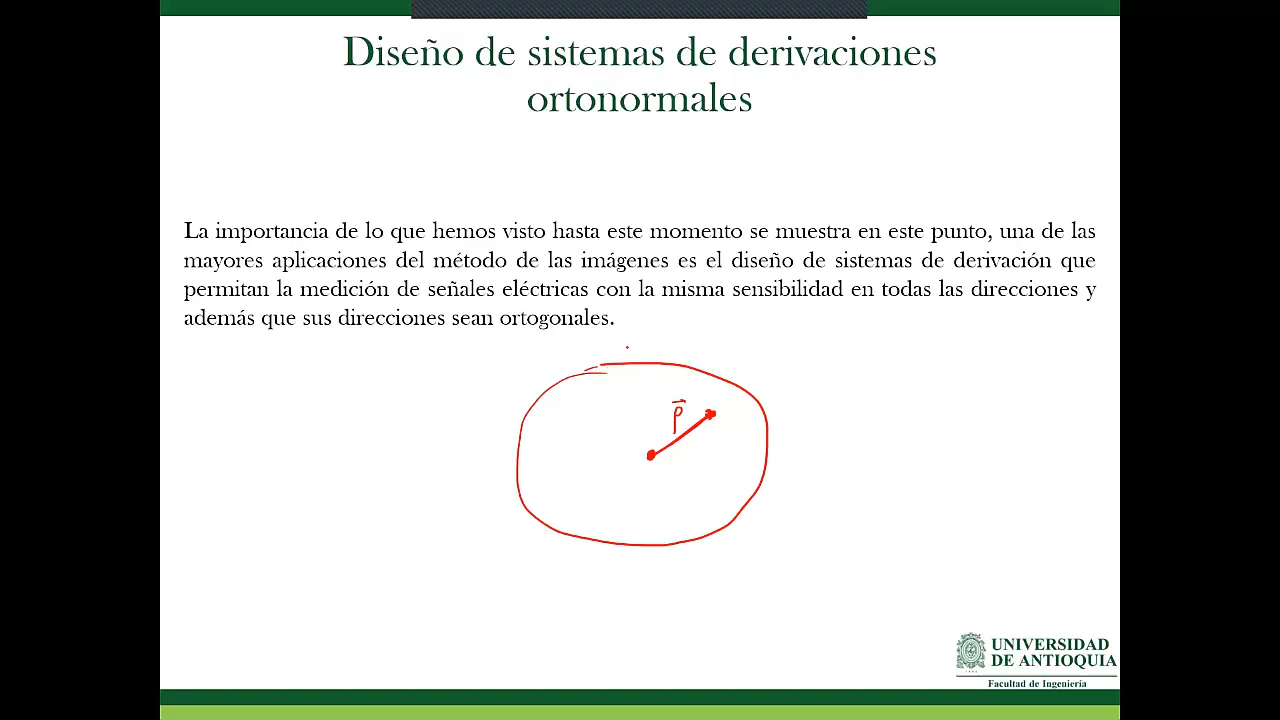 Diseño de sistemas de derivaciones
ortonormales
La importancia de lo que hemos visto hasta este momento se muestra en este punto, una de las
mayores aplicaciones del método de las imágenes es el diseño de sistemas de derivación que
permitan la medición de señales eléctricas con la misma sensibilidad en todas las direcciones y
además que sus direcciones sean ortogonales.
p⃗
UNIVERSIDAD
DE ANTIOQUIA
Facultad de Ingeniería